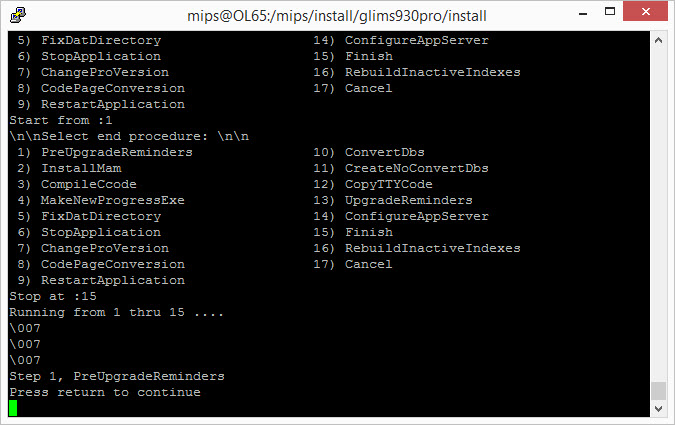 mips@OL65:/mips/install/glims930pro/install
5) FixDatDirectory 14) ConfigureAppServer
6) StopApplication 15) Finish
7) ChangeProVersion 16) RebuildInactiveIndexes
8) CodePageConversion 17) Cancel
9) RestartApplication
Start from :1
\n\nSelect end procedure: \n\n
1) PreUpgradeReminders 10) ConvertDbs
2) InstallMam 11) CreateNoConvertDbs
3) CompileCcode 12) CopyTTYCode
4) MakeNewProgressExe 13) UpgradeReminders
5) FixDatDirectory 14) ConfigureAppServer
6) StopApplication 15) Finish
7) ChangeProVersion 16) RebuildInactiveIndexes
8) CodePageConversion 17) Cancel
9) RestartApplication
Stop at :15
Running from 1 thru 15 ....
\007
\007
\007
Step 1, PreUpgradeReminders
Press return to continue